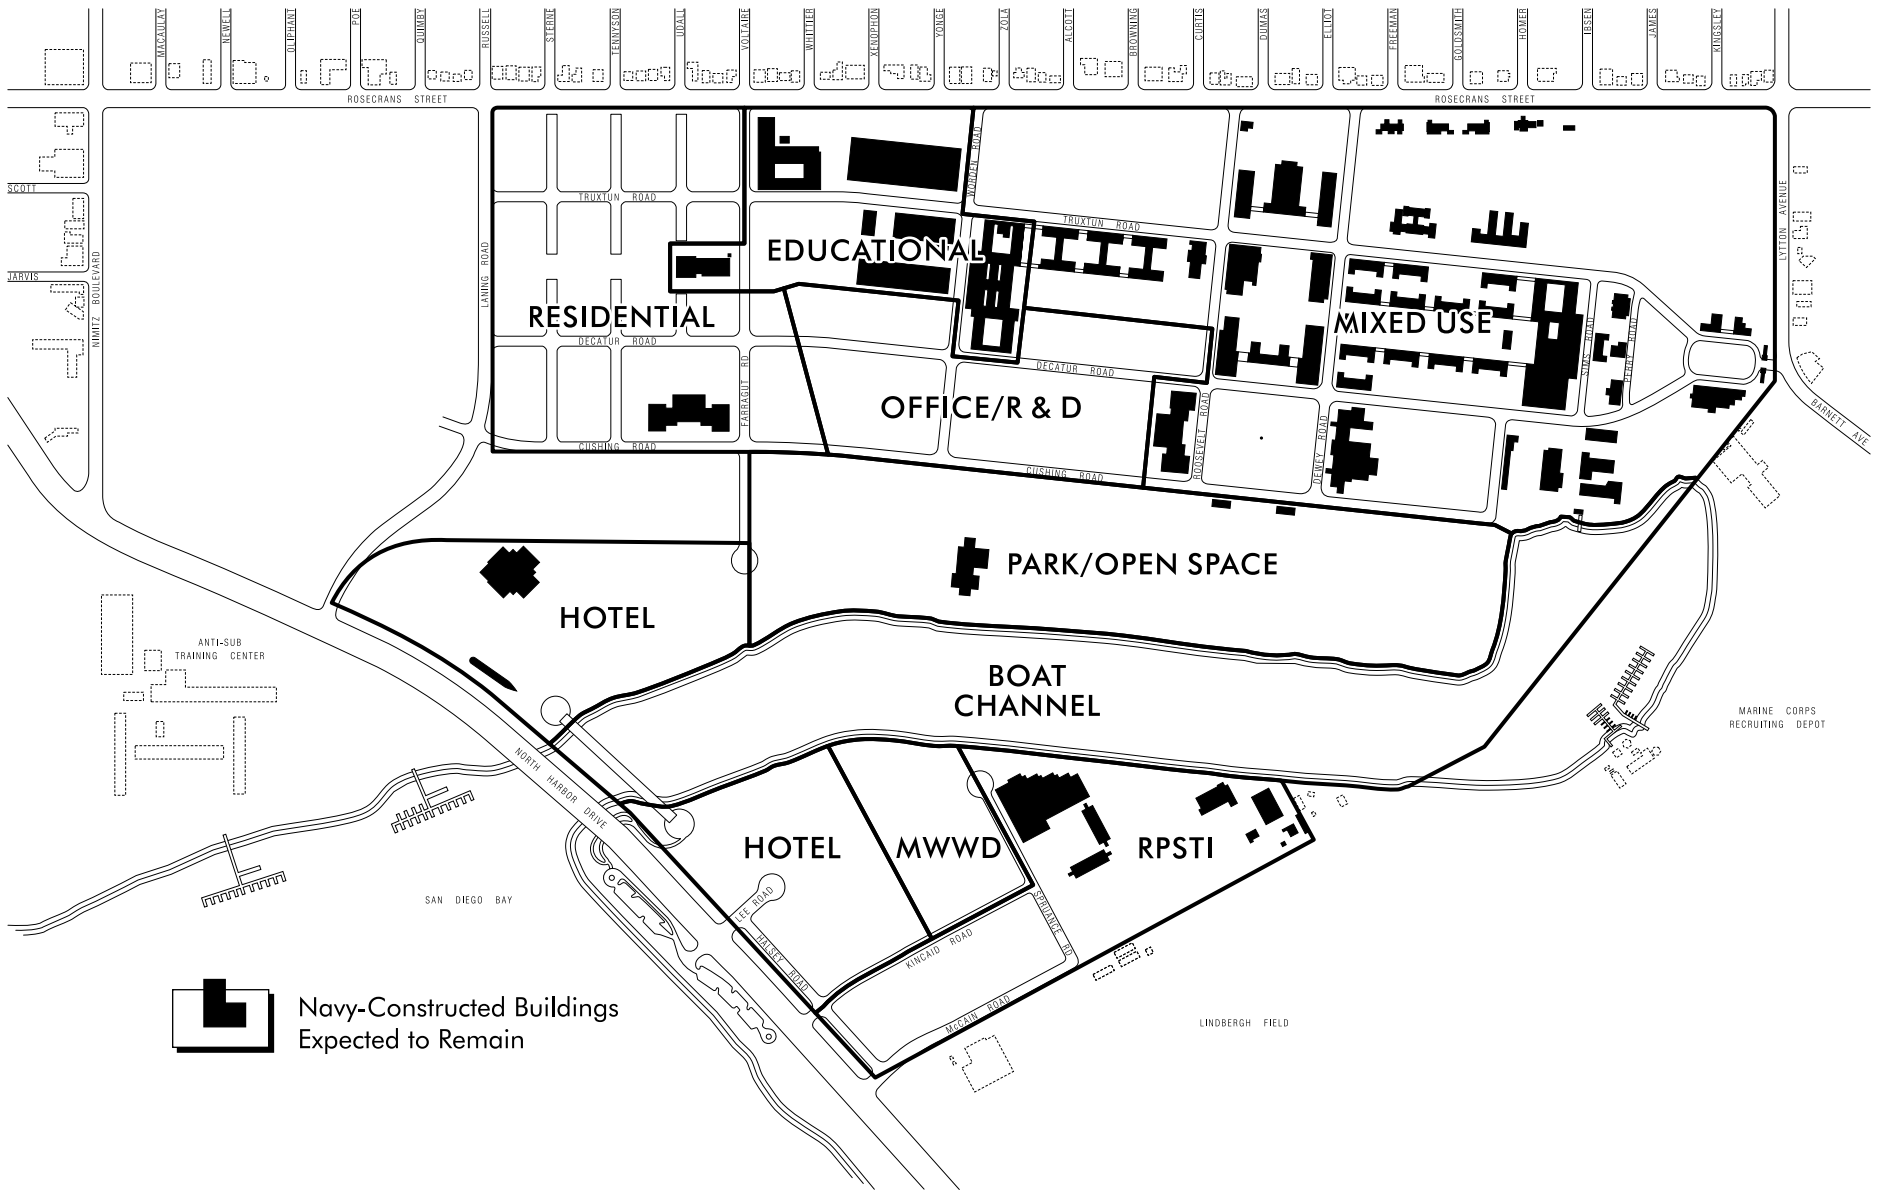 MACAULAY
NEWELL
OLIPHANT
POE
QUIMBY
RUSSELL
STERNE
TENNYSON
UDALL
VOLTAIRE
WHITTIER
XENOPHON
YONGE
ZOLA
ALCOTT
BROWNING
CURTIS
DUMAS
ELLIOT
FREEMAN
GOLDSMITH
HOMER
IBSEN
JAMES
KINGSLEY
ROSECRANS STREET
ROSECRANS STREET
SCOTT
JARVIS
NIMITZ BOULEVARD
LANING ROAD
TRUXTUN ROAD
WORDEN ROAD
TRUXTUN ROAD
LYTTON AVENUE
EDUCATIONAL
RESIDENTIAL
MIXED USE
DECATUR ROAD
FARRAGUT RD
DECATUR ROAD
SIMS ROAD
PERRY ROAD
OFFICE/R & D
ROOSEVELT ROAD
DEWEY ROAD
BARNETT AVE
CUSHING ROAD
CUSHING ROAD
PARK/OPEN SPACE
HOTEL
ANTI-SUB
TRAINING CENTER
BOAT
CHANNEL
MARINE CORPS
RECRUITING DEPOT
NORTH HARBOR DRIVE
HOTEL
MWWD
RPSTI
SAN DIEGO BAY
LEE ROAD
HALSEY ROAD
KINCAID ROAD
SPRUANCE RD
McCAIN ROAD
LINDBERGH FIELD
Navy-Constructed Buildings
Expected to Remain